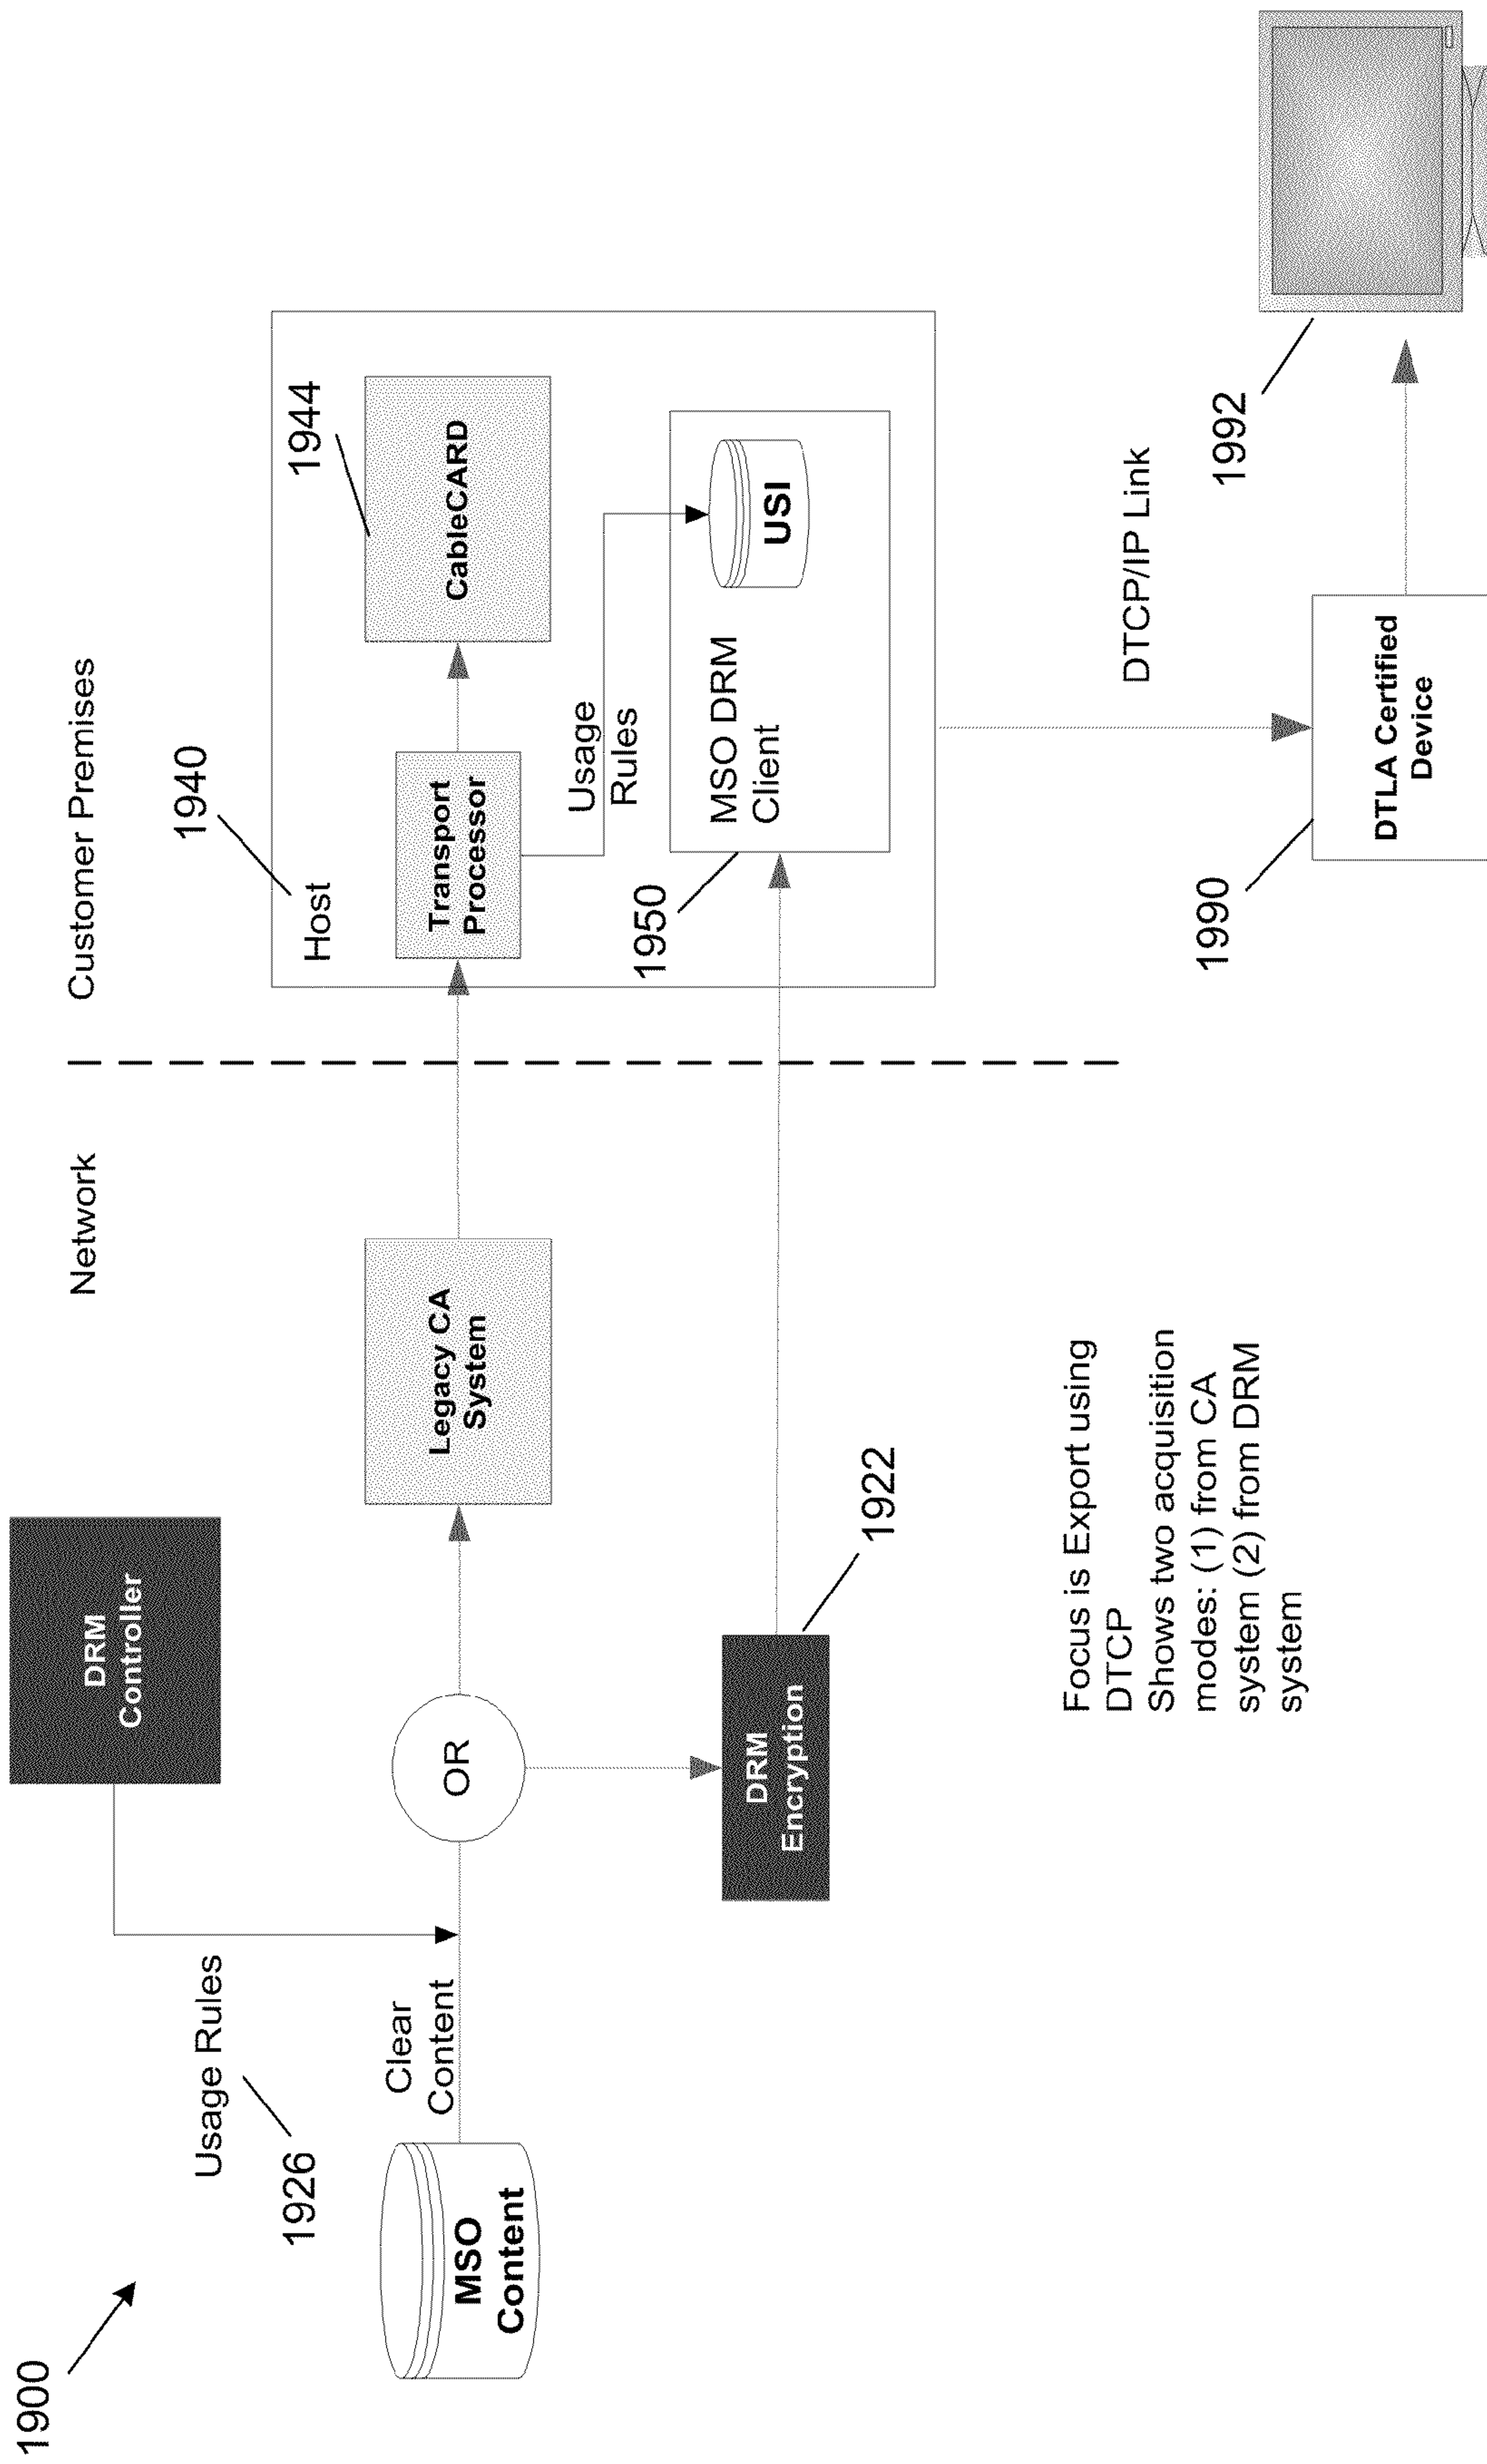 1900
Network
Customer Premises
DRM
Controller
Usage Rules
1926
1940
Host
1944
Clear
Content
MSO
Content
OR
Legacy CA
System
Transport
Processor
CableCARD
Usage
Rules
1950
MSO DRM
Client
USI
DRM
Encryption
1922
Focus is Export using
DTCP
Shows two acquisition
modes: (1) from CA
system (2) from DRM
system
DTCP/IP Link
1990
DTLA Certified
Device
1992